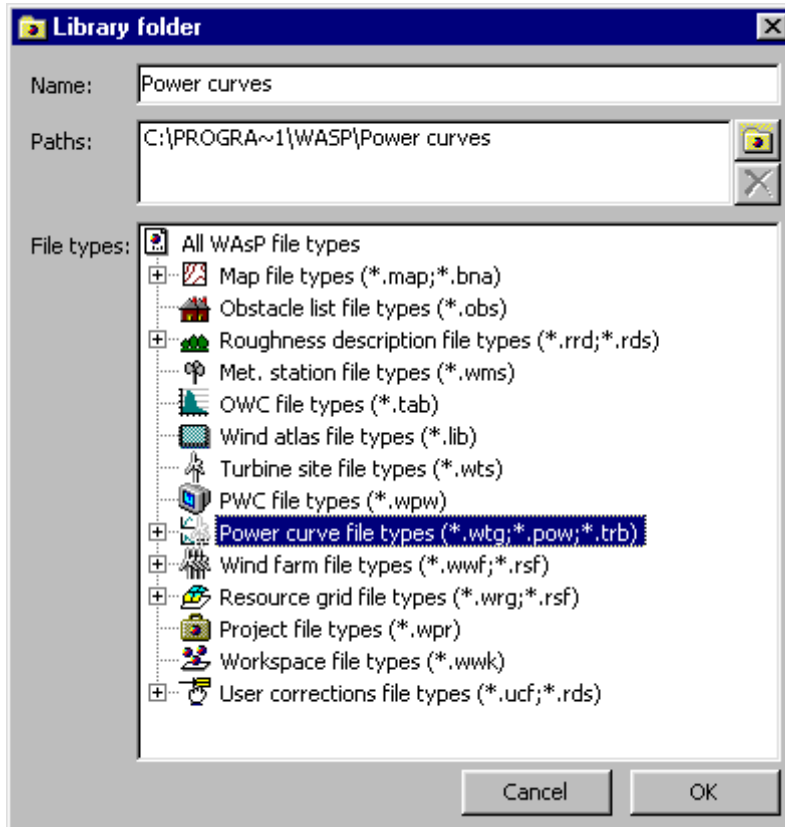 Library folder
Name: Power curves
Paths: C:\PROGRA~1\WASP\Power curves
File types: All WAsP file types
Map file types (*.map;*.bna)
Obstacle list file types (*.obs)
Roughness description file types (*.rrd;*.rds)
Met. station file types (*.wms)
OWC file types (*.tab)
Wind atlas file types (*.lib)
Turbine site file types (*.wts)
PWC file types (*.wpw)
Power curve file types (*.wtg;*.pow;*.trb)
Wind farm file types (*.wwf;*.rsf)
Resource grid file types (*.wrg;*.rsf)
Project file types (*.wpr)
Workspace file types (*.wwk)
User corrections file types (*.ucf;*.rds)
Cancel OK